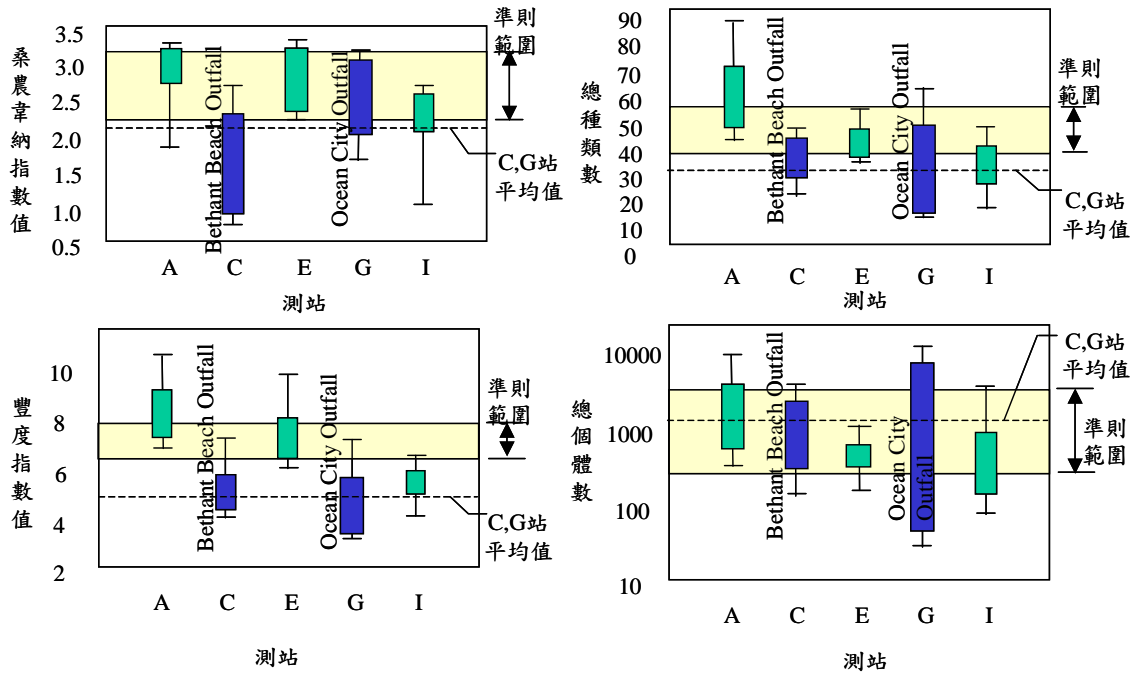 桑農韋納指數值
3.5
3.0
2.5
2.0
1.5
1.0
0.5
Bethant Beach Outfall
Ocean City Outfall
準則
範圍
C,G站
平均值
A C E G I
測站
總種類數
90
80
70
60
50
40
30
20
10
0
Bethant Beach Outfall
Ocean City Outfall
準則
範圍
C,G站
平均值
A C E G I
測站
豐度指數值
10
8
6
4
2
Bethant Beach Outfall
Ocean City Outfall
準則
範圍
C,G站
平均值
A C E G I
測站
總個體數
10000
1000
100
10
Bethant Beach Outfall
Ocean City
Outfall
C,G站
平均值
準則
範圍
A C E G I
測站